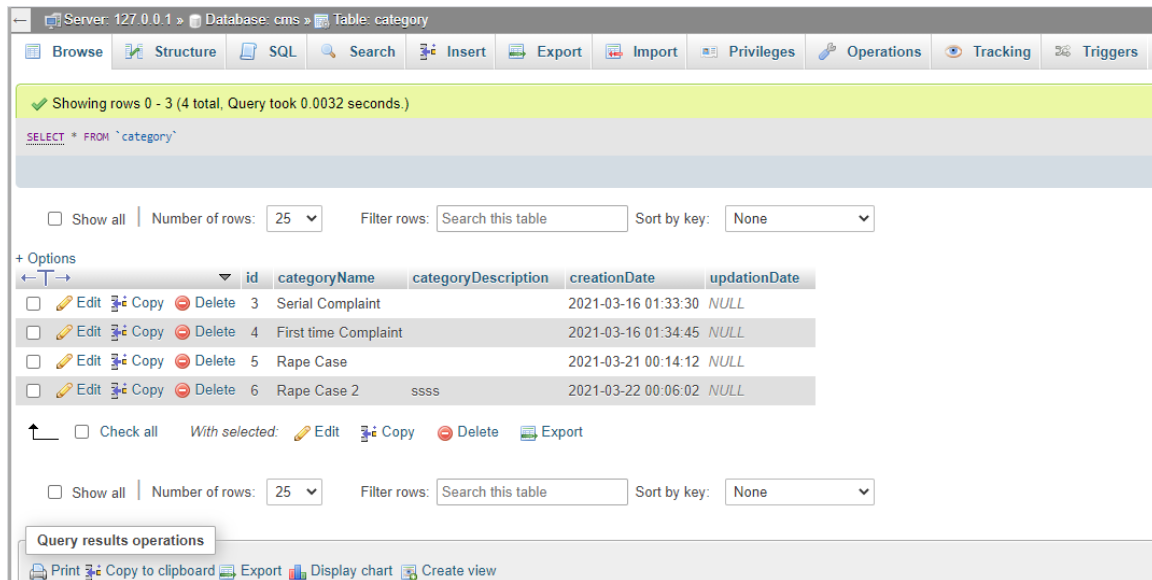 ← Server: 127.0.0.1 » Database: cms » Table: category
Browse Structure SQL Search Insert Export Import Privileges Operations Tracking Triggers
Showing rows 0 - 3 (4 total, Query took 0.0032 seconds.)
SELECT * FROM `category`
Show all Number of rows: 25 Filter rows: Search this table Sort by key: None
+ Options
←T→ id categoryName categoryDescription creationDate updationDate
Edit Copy Delete 3 Serial Complaint 2021-03-16 01:33:30 NULL
Edit Copy Delete 4 First time Complaint 2021-03-16 01:34:45 NULL
Edit Copy Delete 5 Rape Case 2021-03-21 00:14:12 NULL
Edit Copy Delete 6 Rape Case 2 ssss 2021-03-22 00:06:02 NULL
Check all With selected: Edit Copy Delete Export
Show all Number of rows: 25 Filter rows: Search this table Sort by key: None
Query results operations
Print Copy to clipboard Export Display chart Create view